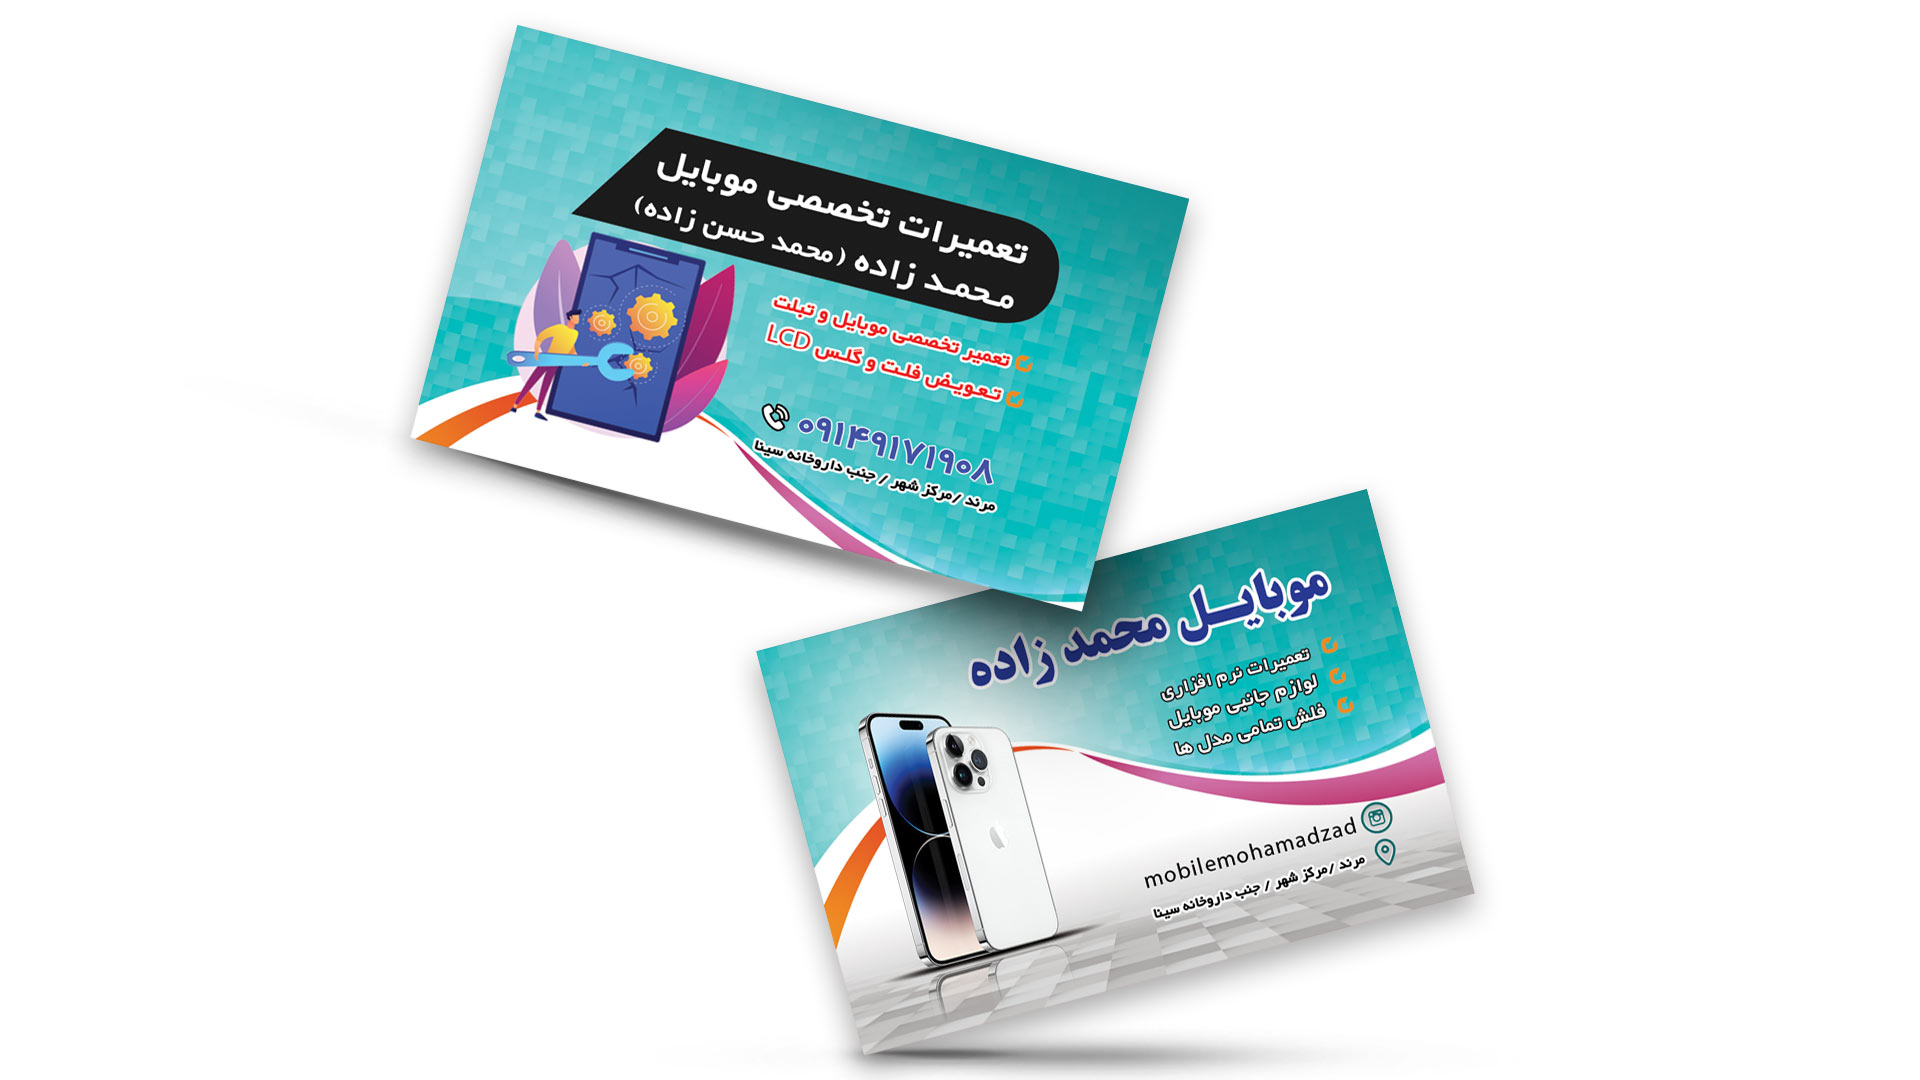 تعمیرات تخصصی موبایل
محمد زاده (محمد حسن زاده)
تعمیر تخصصی موبایل و تبلت
تعویض فلت و گلس LCD
۰۹۱۴۹۱۷۱۹۰۸
مرند /مرکز شهر / جنب داروخانه سینا
موبایل محمد زاده
تعمیرات نرم افزاری
لوازم جانبی موبایل
فلش تمامی مدل ها
mobilemohamadzad
مرند /مرکز شهر / جنب داروخانه سینا